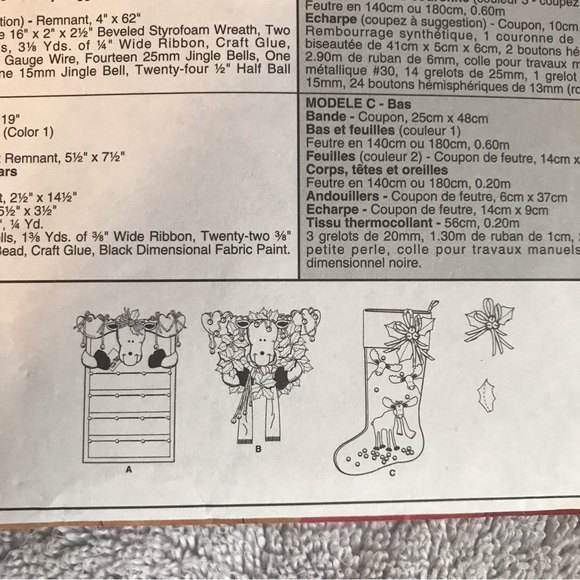 tion) - Remnant, 4" x 62"
e 16" x 2" x 2½" Beveled Styrofoam Wreath, Two
s, 3⅛ Yds. of ¼" Wide Ribbon, Craft Glue,
Gauge Wire, Fourteen 25mm Jingle Bells, One
ne 15mm Jingle Bell, Twenty-four ½" Half Ball
19"
(Color 1)
Remnant, 5½" x 7½"
ars
t, 2½" x 14½"
5½" x 3½"
", ¼ Yd.
lls, 1⅜ Yds. of ⅜" Wide Ribbon, Twenty-two ⅜"
Bead, Craft Glue, Black Dimensional Fabric Paint.
Feutre en 140cm ou 180cm, 0.60m
Echarpe (coupez à suggestion) - Coupon, 10cm
Rembourrage synthétique, 1 couronne de
biseautée de 41cm x 5cm x 6cm, 2 boutons hé
2.90m de ruban de 6mm, colle pour travaux m
métallique #30, 14 grelots de 25mm, 1 grelot
15mm, 24 boutons hémisphériques de 13mm (ro
MODELE C - Bas
Bande - Coupon, 25cm x 48cm
Bas et feuilles (couleur 1)
Feutre en 140cm ou 180cm, 0.60m
Feuilles (couleur 2) - Coupon de feutre, 14cm x
Corps, têtes et oreilles
Feutre en 140cm ou 180cm, 0.20m
Andouillers - Coupon de feutre, 6cm x 37cm
Echarpe - Coupon de feutre, 14cm x 9cm
Tissu thermocollant - 56cm, 0.20m
3 grelots de 20mm, 1.30m de ruban de 1cm,
petite perle, colle pour travaux manuels
dimensionnel noire.
A
B
C